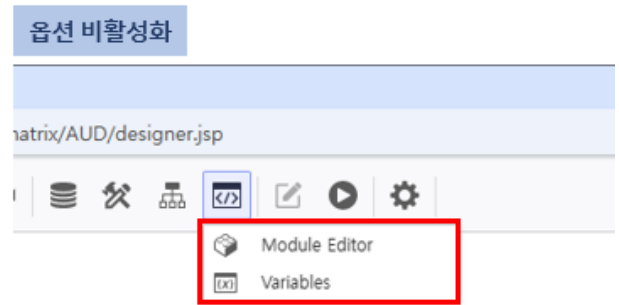 옵션 비활성화
natrix/AUD/designer.jsp
</>
Module Editor
(x) Variables